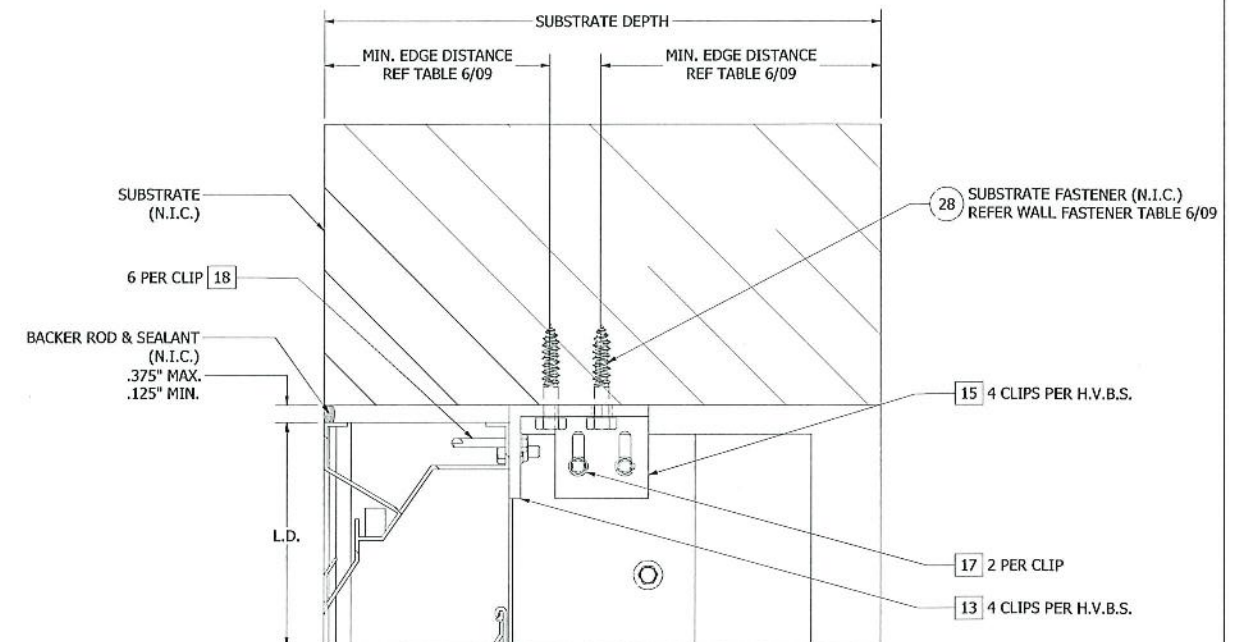 SUBSTRATE DEPTH
MIN. EDGE DISTANCE
REF TABLE 6/09
MIN. EDGE DISTANCE
REF TABLE 6/09
SUBSTRATE
(N.I.C.)
28 SUBSTRATE FASTENER (N.I.C.)
REFER WALL FASTENER TABLE 6/09
6 PER CLIP 18
BACKER ROD & SEALANT
(N.I.C.)
.375" MAX.
.125" MIN.
15 4 CLIPS PER H.V.B.S.
L.D.
17 2 PER CLIP
13 4 CLIPS PER H.V.B.S.